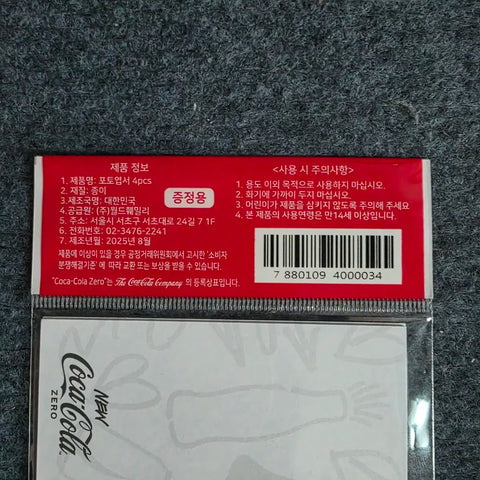 제품 정보
1. 제품명: 포토엽서 4pcs
2. 재질: 종이
3.제조국명: 대한민국
4.공급원: (주)월드훼밀리
5. 주소: 서울시 서초구 서초대로 24길 7 1F
6. 전화번호: 02-3476-2241
7. 제조년월: 2025년 8월
증정용
제품에 이상이 있을 경우 공정거래위원회에서 고시한 '소비자
분쟁해결기준' 에 따라 교환 또는 보상을 받을 수 있습니다.
"Coca-Cola Zero"는 The Coca-Cola Company 의 등록상표입니다.
<사용 시 주의사항>
1. 용도 이외 목적으로 사용하지 마십시오.
2. 화기에 가까이 두지 마십시오.
3. 어린이가 제품을 삼키지 않도록 주의해 주세요
4. 본 제품의 사용연령은 만14세 이상입니다.
7 880109 4000034
NEW
Coca-Cola
ZERO